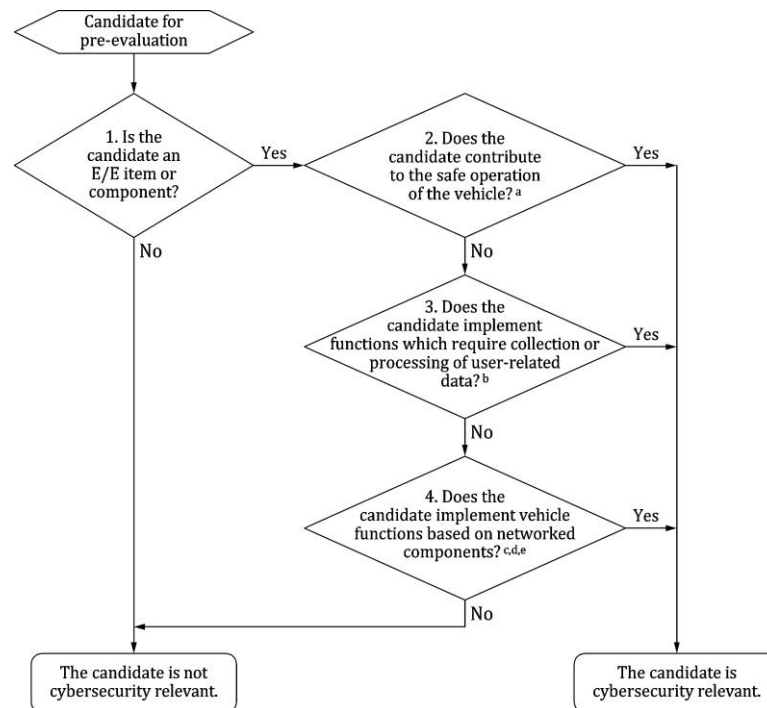 Candidate for
pre-evaluation
1. Is the
candidate an
E/E item or
component?
Yes
2. Does the
candidate contribute
to the safe operation
of the vehicle? a
Yes
No
No
3. Does the
candidate implement
functions which require collection or
processing of user-related
data? b
Yes
No
4. Does the
candidate implement vehicle
functions based on networked
components? c,d,e
Yes
No
The candidate is not
cybersecurity relevant.
The candidate is
cybersecurity relevant.